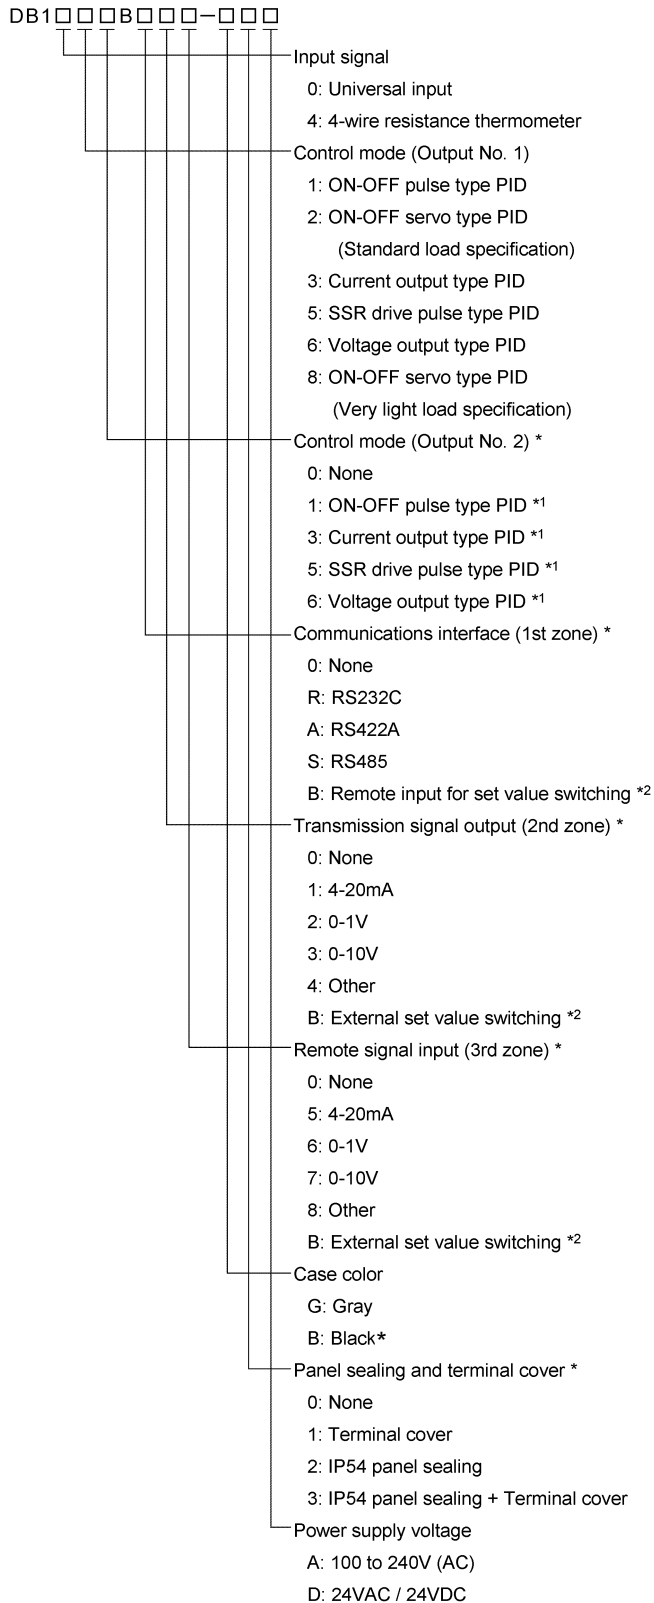 DB1□□□B□□□－□□□
Input signal
0: Universal input
4: 4-wire resistance thermometer
Control mode (Output No. 1)
1: ON-OFF pulse type PID
2: ON-OFF servo type PID
(Standard load specification)
3: Current output type PID
5: SSR drive pulse type PID
6: Voltage output type PID
8: ON-OFF servo type PID
(Very light load specification)
Control mode (Output No. 2) *
0: None
1: ON-OFF pulse type PID *1
3: Current output type PID *1
5: SSR drive pulse type PID *1
6: Voltage output type PID *1
Communications interface (1st zone) *
0: None
R: RS232C
A: RS422A
S: RS485
B: Remote input for set value switching *2
Transmission signal output (2nd zone) *
0: None
1: 4-20mA
2: 0-1V
3: 0-10V
4: Other
B: External set value switching *2
Remote signal input (3rd zone) *
0: None
5: 4-20mA
6: 0-1V
7: 0-10V
8: Other
B: External set value switching *2
Case color
G: Gray
B: Black*
Panel sealing and terminal cover *
0: None
1: Terminal cover
2: IP54 panel sealing
3: IP54 panel sealing + Terminal cover
Power supply voltage
A: 100 to 240V (AC)
D: 24VAC / 24VDC